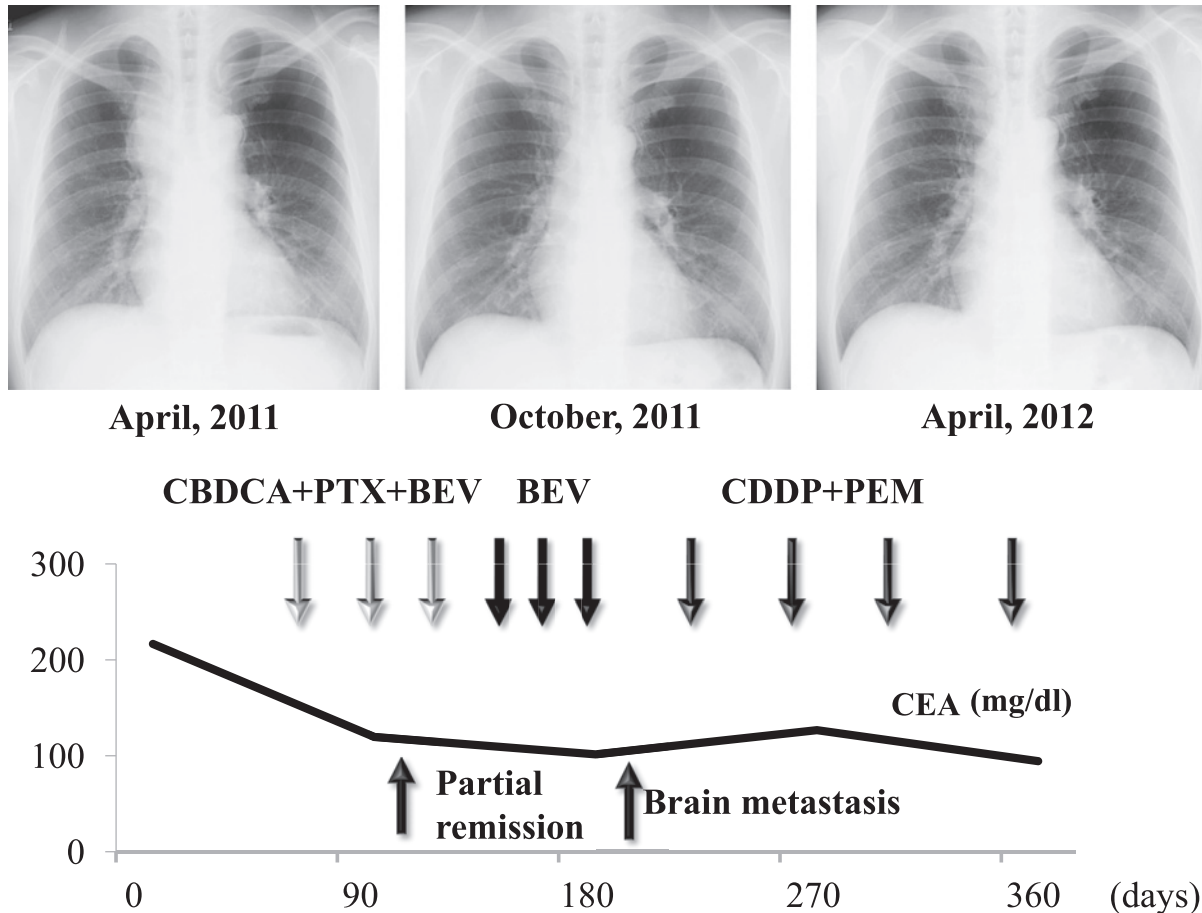 April, 2011
October, 2011
April, 2012
CBDCA+PTX+BEV
BEV
CDDP+PEM
300
200
100
0
CEA (mg/dl)
Partial
remission
Brain metastasis
0 90 180 270 360 (days)